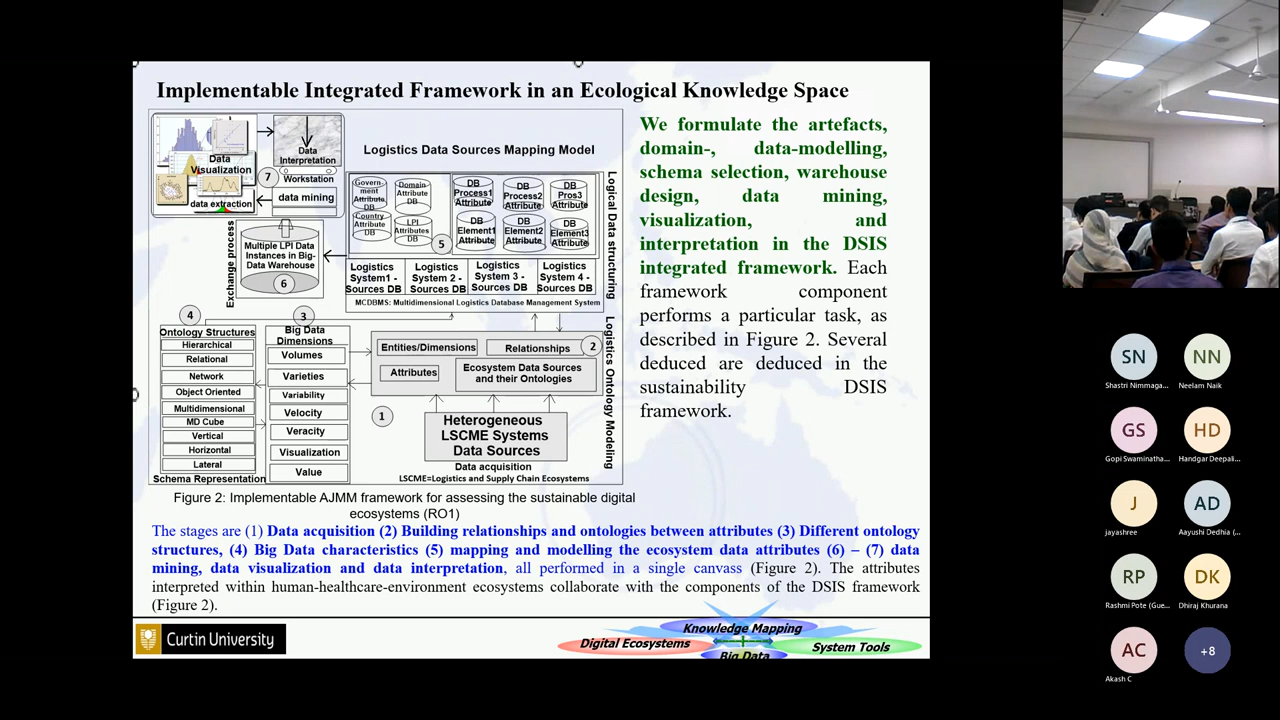 Implementable Integrated Framework in an Ecological Knowledge Space
Data Visualization
data extraction
Data Interpretation
Workstation
7
data mining
Logistics Data Sources Mapping Model
Govern-
ment
Attribute
DB
Domain
Attribute
DB
DB
Process1
Attribute
DB
Process2
Attribute
DB
Pros3
Attribute
Country
Attribute
DB
LPI
Attributes
DB
5
DB
Element1
Attribute
DB
Element2
Attribute
DB
Element3
Attribute
Logistics
System1 -
Sources DB
Logistics
System 2 -
Sources DB
Logistics
System 3 -
Sources DB
Logistics
System 4 -
Sources DB
MCDBMS: Multidimensional Logistics Database Management System
Logical Data structuring
Exchange process
Multiple LPI Data
Instances in Big-
Data Warehouse
6
4
3
Ontology Structures
Hierarchical
Relational
Network
Object Oriented
Multidimensional
MD Cube
Vertical
Horizontal
Lateral
Schema Representation
Big Data
Dimensions
Volumes
Varieties
Variability
Velocity
Veracity
Visualization
Value
Entities/Dimensions
Relationships
2
Attributes
Ecosystem Data Sources
and their Ontologies
1
Heterogeneous
LSCME Systems
Data Sources
Data acquisition
LSCME=Logistics and Supply Chain Ecosystems
Logistics Ontology Modeling
We formulate the artefacts,
domain-, data-modelling,
schema selection, warehouse
design, data mining,
visualization, and
interpretation in the DSIS
integrated framework. Each
framework component
performs a particular task, as
described in Figure 2. Several
deduced are deduced in the
sustainability DSIS
framework.
Figure 2: Implementable AJMM framework for assessing the sustainable digital
ecosystems (RO1)
The stages are (1) Data acquisition (2) Building relationships and ontologies between attributes (3) Different ontology
structures, (4) Big Data characteristics (5) mapping and modelling the ecosystem data attributes (6) – (7) data
mining, data visualization and data interpretation, all performed in a single canvass (Figure 2). The attributes
interpreted within human-healthcare-environment ecosystems collaborate with the components of the DSIS framework
(Figure 2).
Curtin University
Knowledge Mapping
Digital Ecosystems
System Tools
Big Data
SN
Shastri Nimmaga...
NN
Neelam Naik
GS
Gopi Swaminatha...
HD
Handgar Deepali...
J
jayashree
AD
Aayushi Dedhia (...
RP
Rashmi Pote (Gue...
DK
Dhiraj Khurana
AC
Akash C
+8